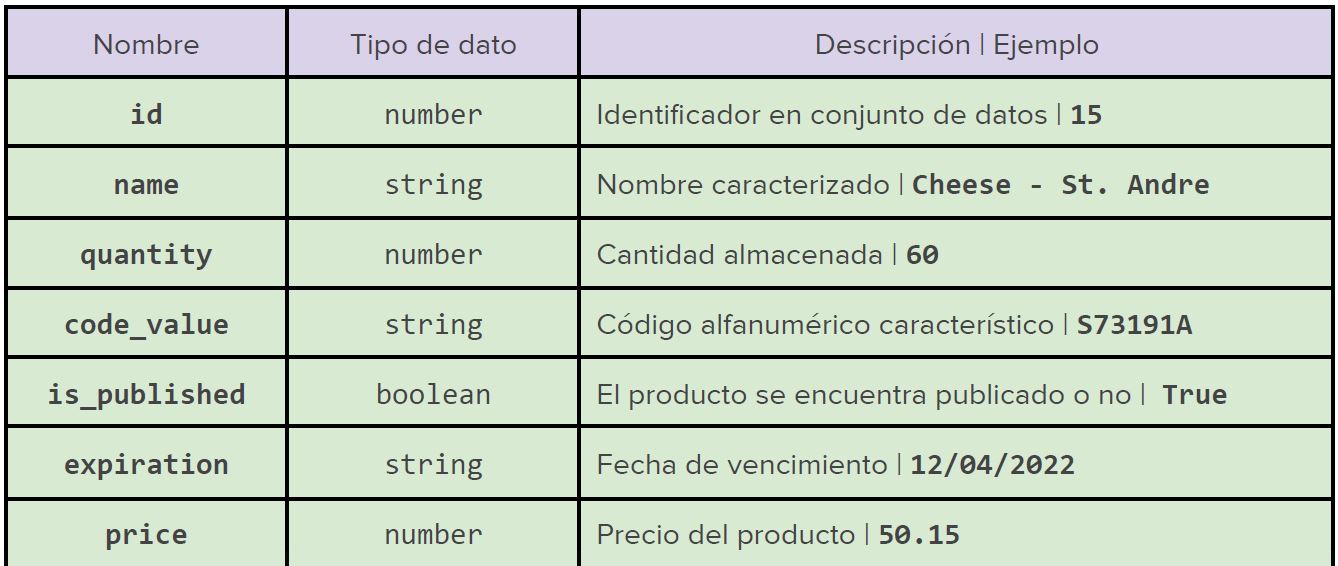 Nombre Tipo de dato Descripción | Ejemplo
id number Identificador en conjunto de datos | 15
name string Nombre caracterizado | Cheese - St. Andre
quantity number Cantidad almacenada | 60
code_value string Código alfanumérico característico | S73191A
is_published boolean El producto se encuentra publicado o no | True
expiration string Fecha de vencimiento | 12/04/2022
price number Precio del producto | 50.15